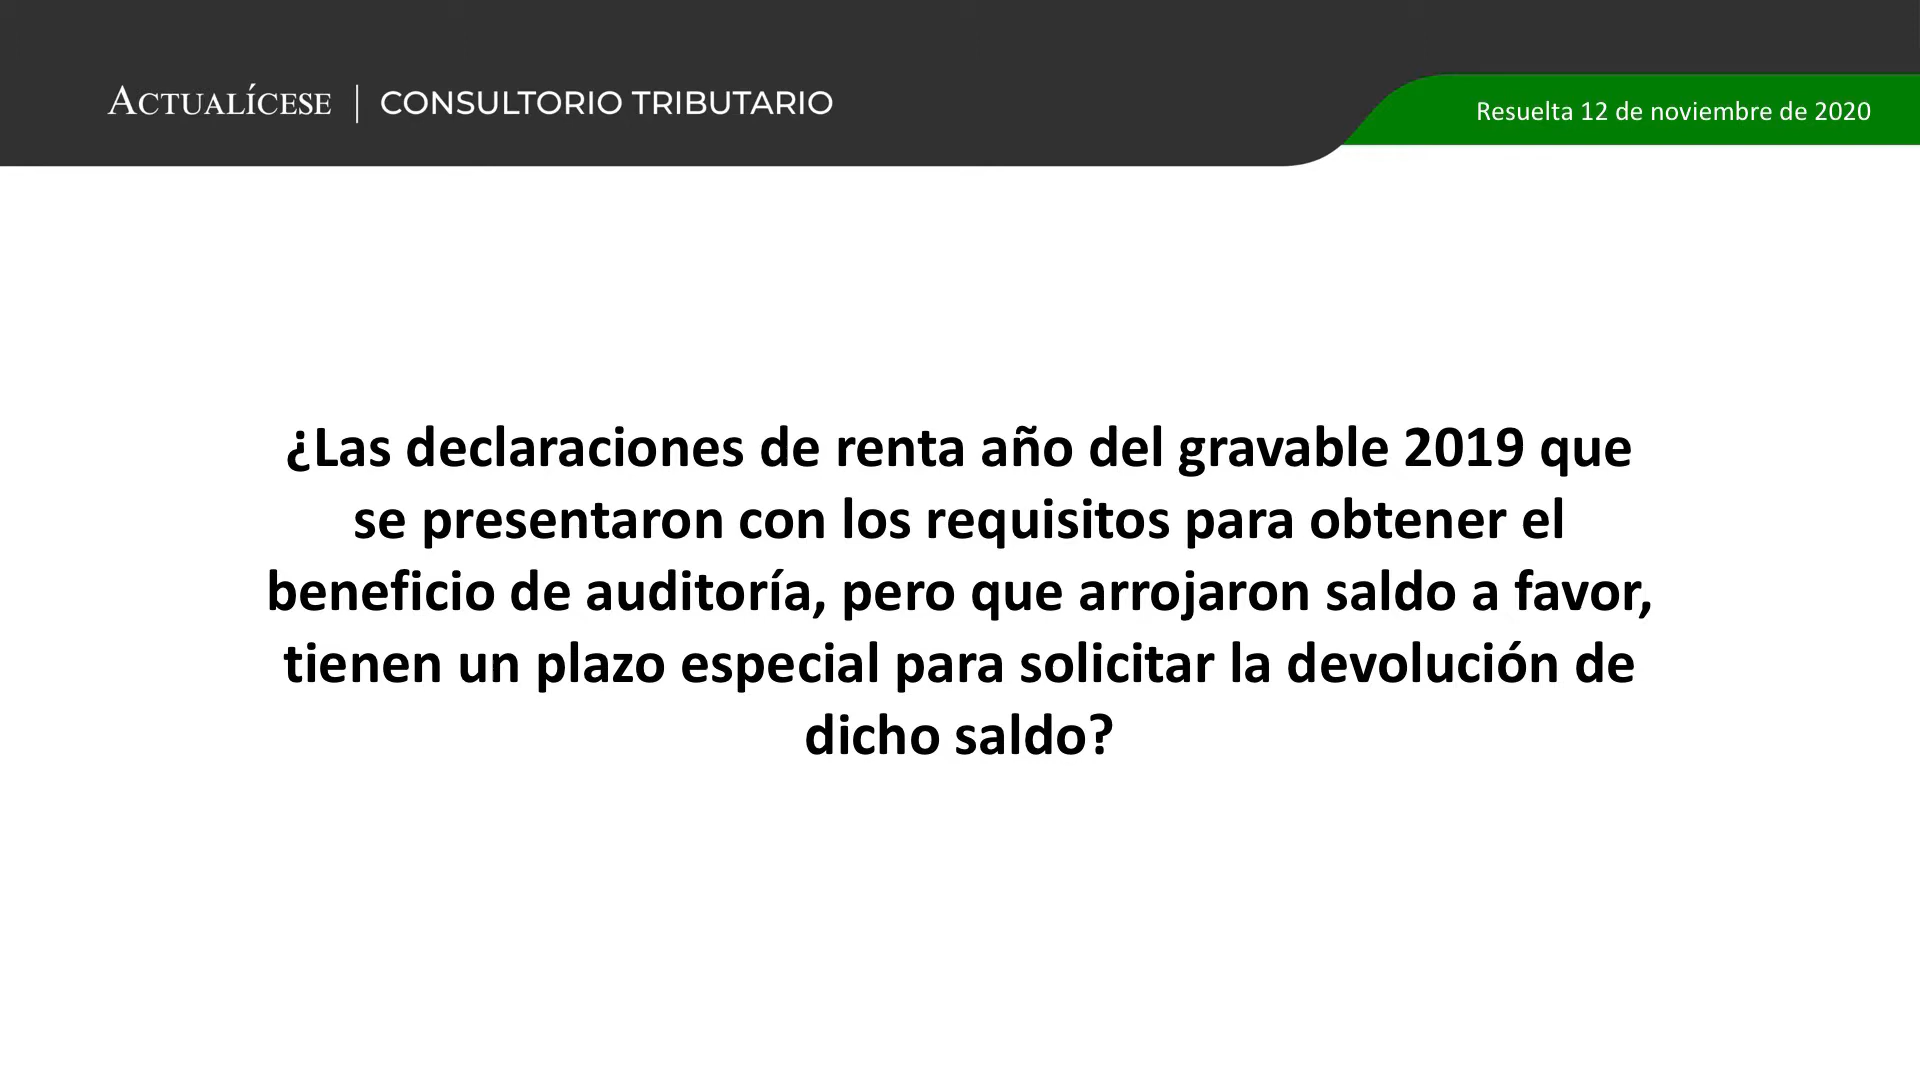 ACTUALÍCESE | CONSULTORIO TRIBUTARIO
Resuelta 12 de noviembre de 2020
¿Las declaraciones de renta año del gravable 2019 que
se presentaron con los requisitos para obtener el
beneficio de auditoría, pero que arrojaron saldo a favor,
tienen un plazo especial para solicitar la devolución de
dicho saldo?